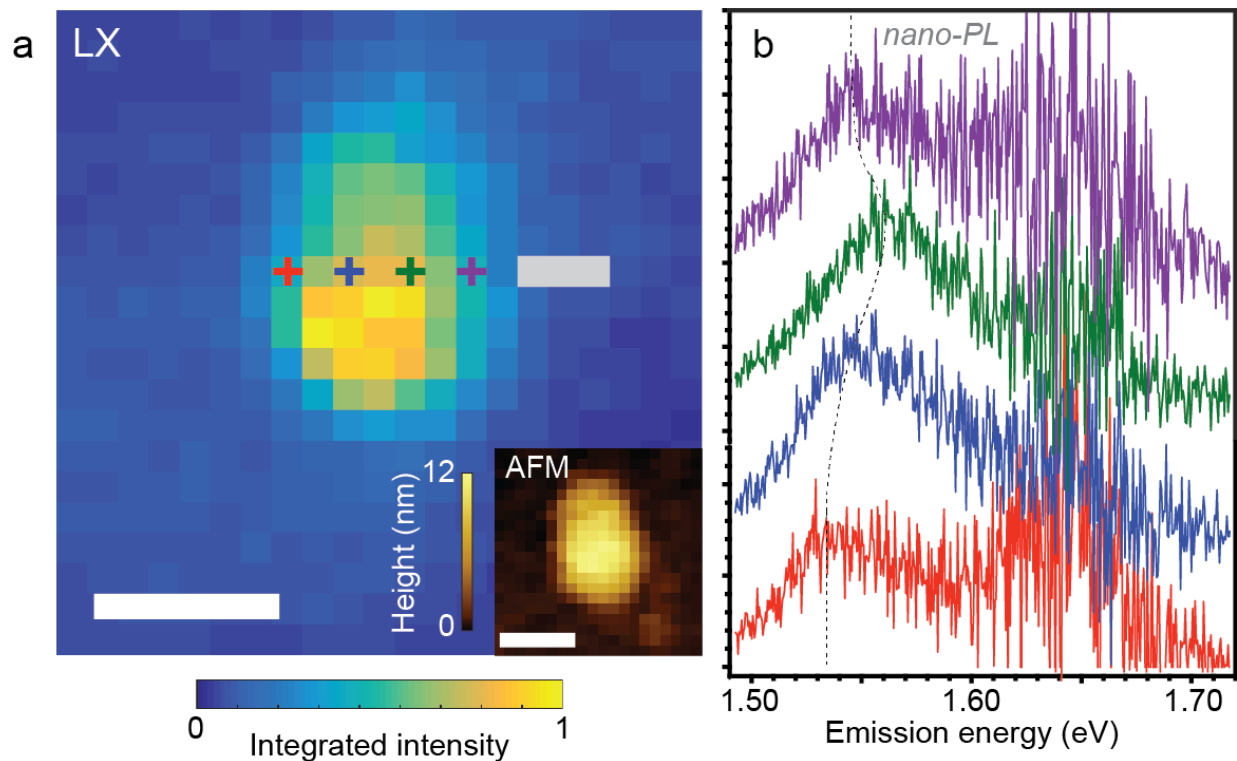 a
LX
AFM
Height (nm)
12
0
0
1
Integrated intensity
b
nano-PL
1.50
1.60
1.70
Emission energy (eV)